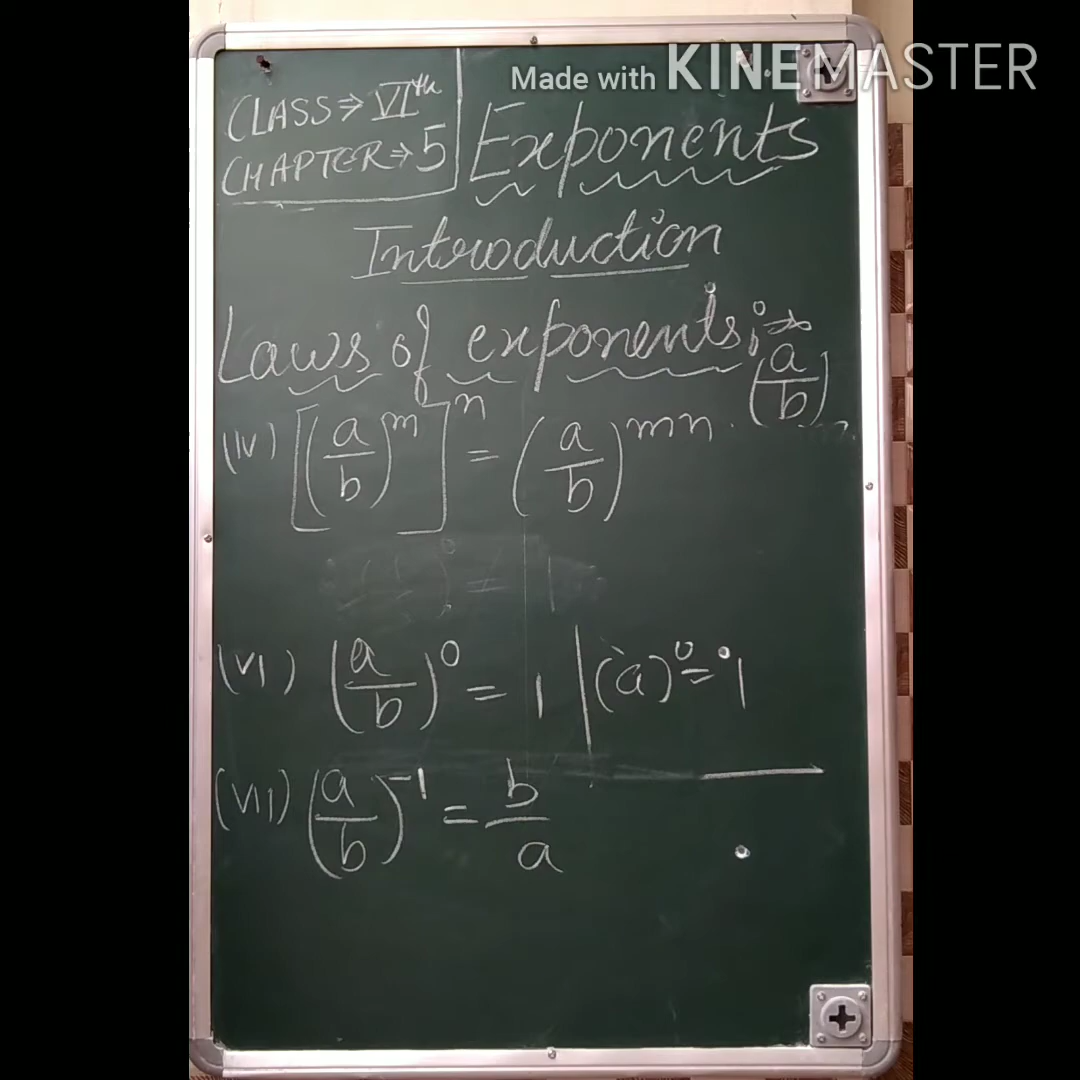 Made with KINEMASTER
CLASS ⇒ VIth
CHAPTER ⇒ 5
Exponents
Introduction
Laws of exponents :→
(a/b)
(iv) [(a/b)^m]^n = (a/b)^mn
(vi) (a/b)^0 = 1 | (a)^0 = 1
(vii) (a/b)^-1 = b/a